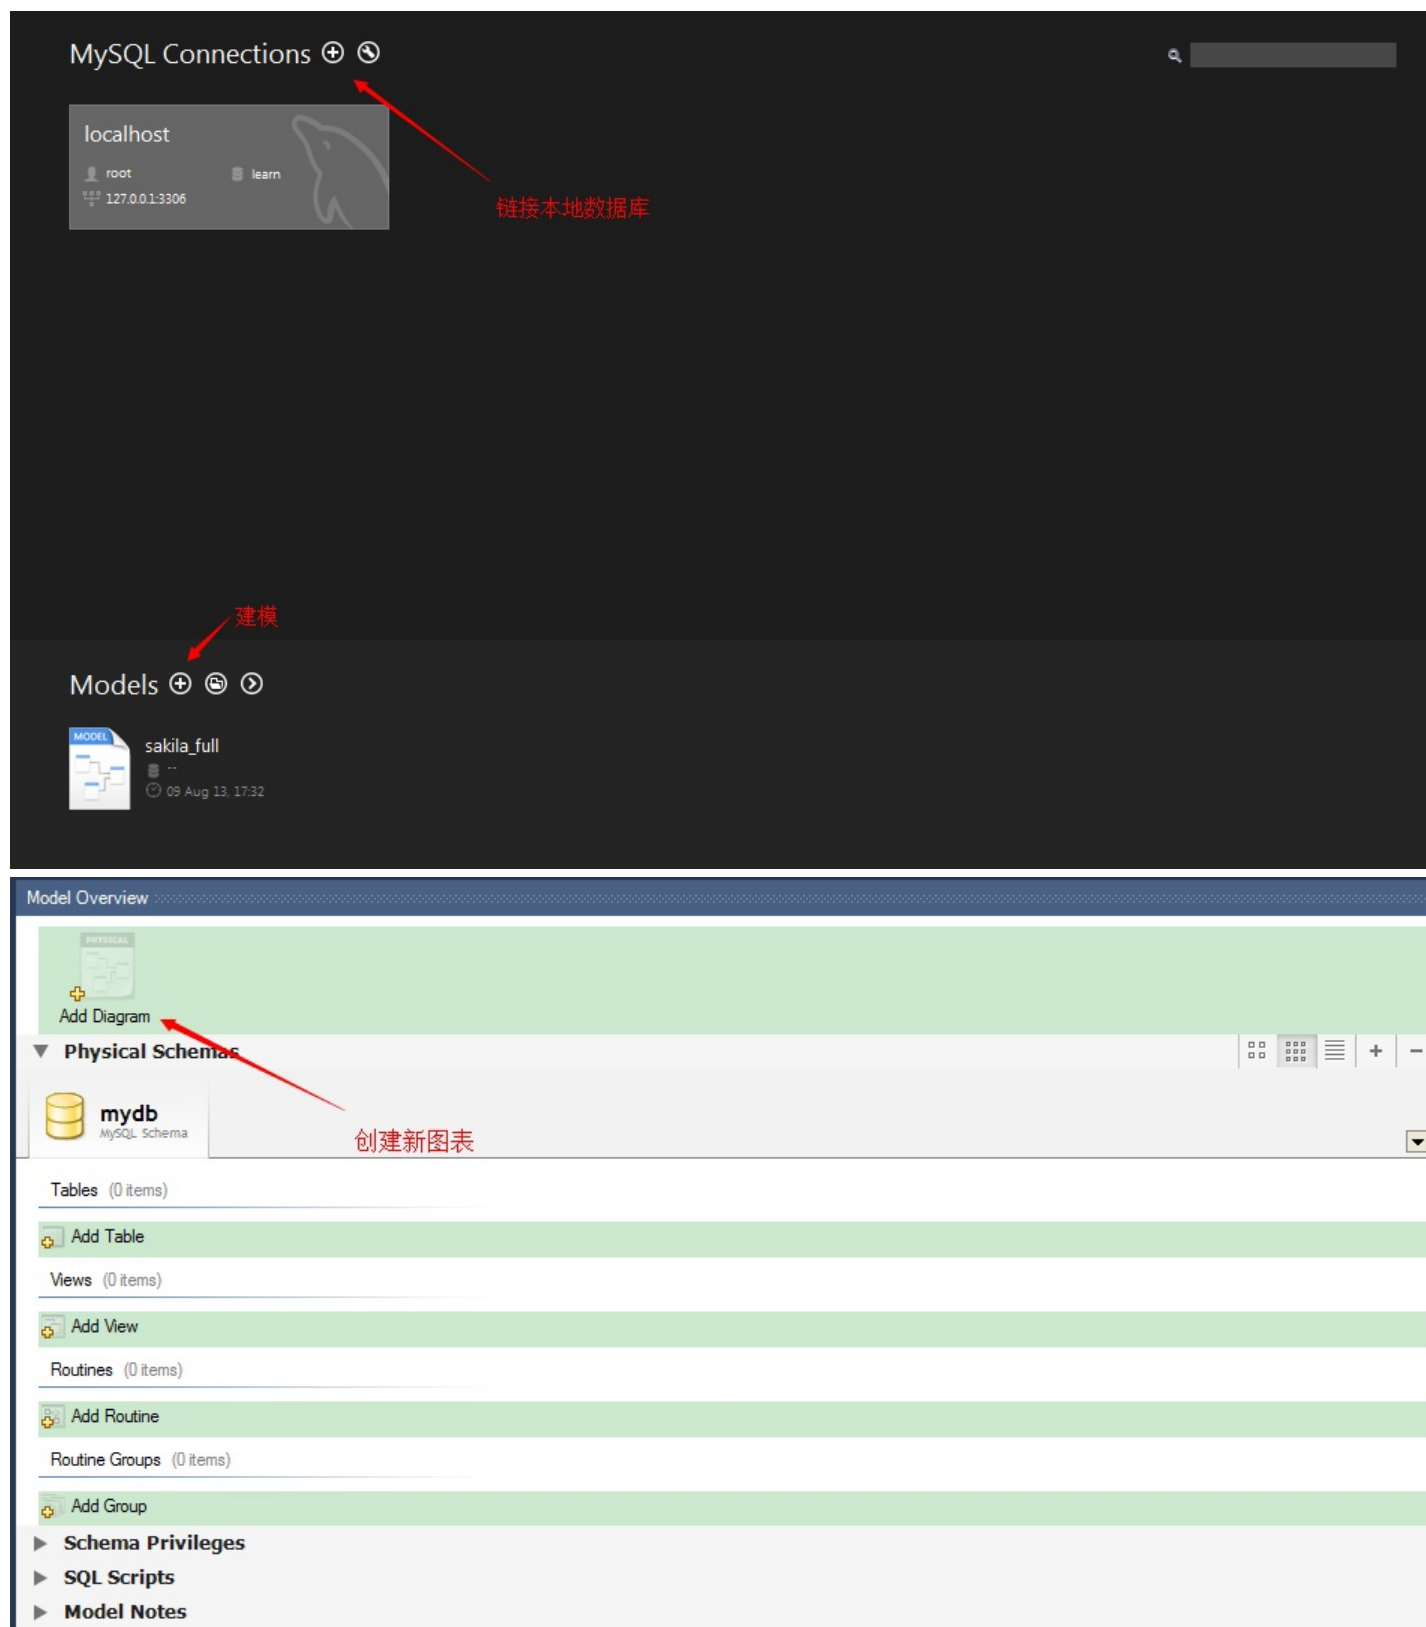 MySQL Connections
localhost
root
learn
127.0.0.1:3306
链接本地数据库
建模
Models
MODEL
sakila_full
--
09 Aug 13, 17:32
Model Overview
PHYSICAL
Add Diagram
Physical Schemas
mydb
MySQL Schema
创建新图表
Tables (0 items)
Add Table
Views (0 items)
Add View
Routines (0 items)
Add Routine
Routine Groups (0 items)
Add Group
Schema Privileges
SQL Scripts
Model Notes